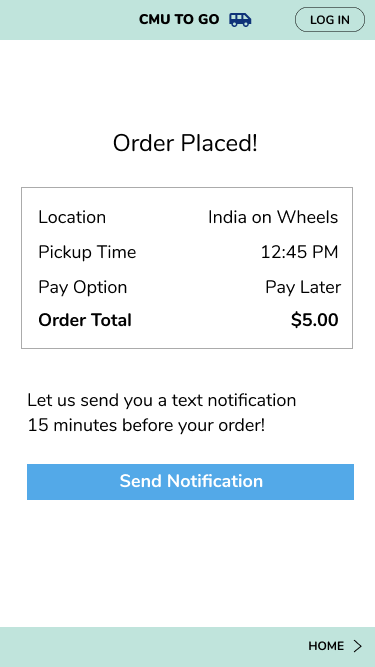 CMU TO GO
LOG IN
Order Placed!
Location India on Wheels
Pickup Time 12:45 PM
Pay Option Pay Later
Order Total $5.00
Let us send you a text notification
15 minutes before your order!
Send Notification
HOME